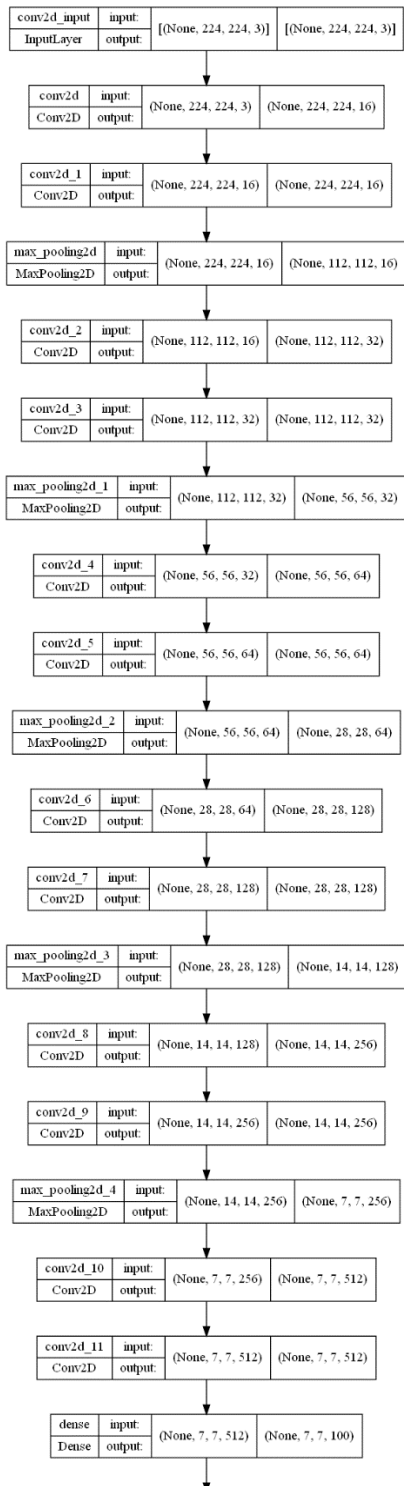 conv2d_input input: [(None, 224, 224, 3)] [(None, 224, 224, 3)]
InputLayer output:
conv2d input: (None, 224, 224, 3) (None, 224, 224, 16)
Conv2D output:
conv2d_1 input: (None, 224, 224, 16) (None, 224, 224, 16)
Conv2D output:
max_pooling2d input: (None, 224, 224, 16) (None, 112, 112, 16)
MaxPooling2D output:
conv2d_2 input: (None, 112, 112, 16) (None, 112, 112, 32)
Conv2D output:
conv2d_3 input: (None, 112, 112, 32) (None, 112, 112, 32)
Conv2D output:
max_pooling2d_1 input: (None, 112, 112, 32) (None, 56, 56, 32)
MaxPooling2D output:
conv2d_4 input: (None, 56, 56, 32) (None, 56, 56, 64)
Conv2D output:
conv2d_5 input: (None, 56, 56, 64) (None, 56, 56, 64)
Conv2D output:
max_pooling2d_2 input: (None, 56, 56, 64) (None, 28, 28, 64)
MaxPooling2D output:
conv2d_6 input: (None, 28, 28, 64) (None, 28, 28, 128)
Conv2D output:
conv2d_7 input: (None, 28, 28, 128) (None, 28, 28, 128)
Conv2D output:
max_pooling2d_3 input: (None, 28, 28, 128) (None, 14, 14, 128)
MaxPooling2D output:
conv2d_8 input: (None, 14, 14, 128) (None, 14, 14, 256)
Conv2D output:
conv2d_9 input: (None, 14, 14, 256) (None, 14, 14, 256)
Conv2D output:
max_pooling2d_4 input: (None, 14, 14, 256) (None, 7, 7, 256)
MaxPooling2D output:
conv2d_10 input: (None, 7, 7, 256) (None, 7, 7, 512)
Conv2D output:
conv2d_11 input: (None, 7, 7, 512) (None, 7, 7, 512)
Conv2D output:
dense input: (None, 7, 7, 512) (None, 7, 7, 100)
Dense output: